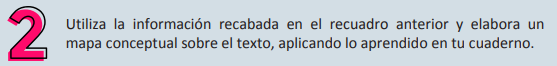 2
Utiliza la información recabada en el recuadro anterior y elabora un
mapa conceptual sobre el texto, aplicando lo aprendido en tu cuaderno.